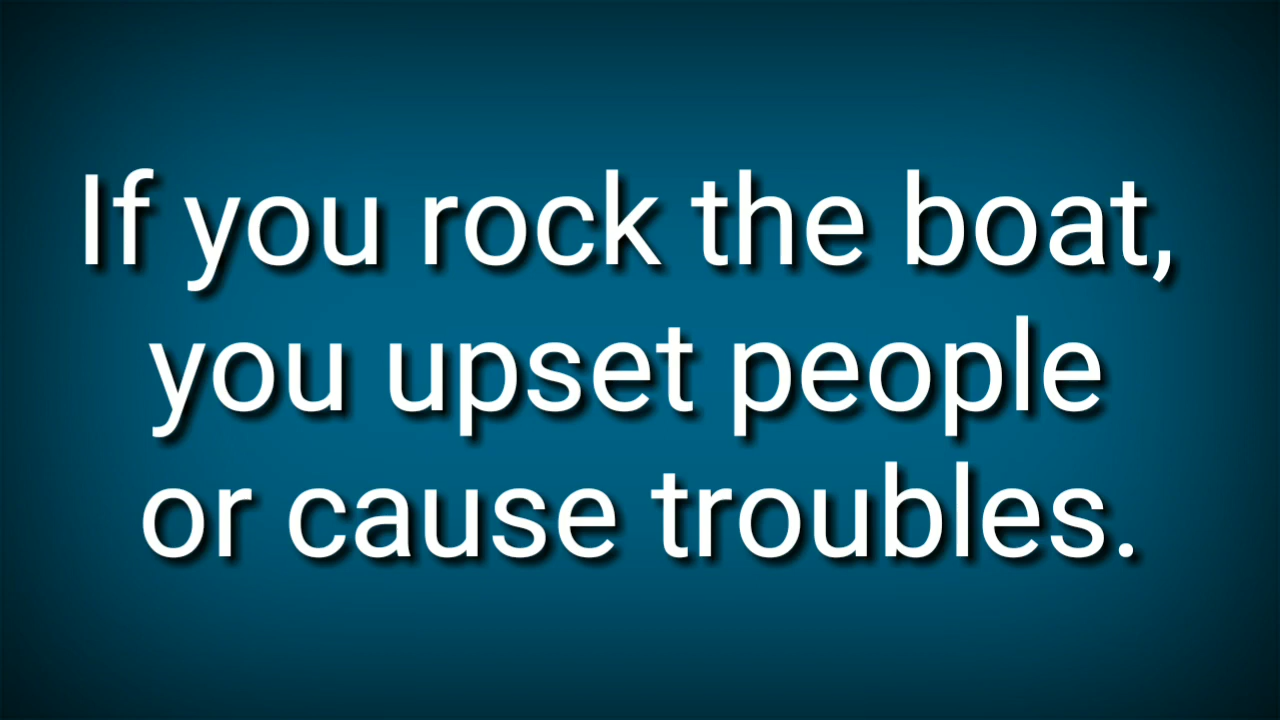 If you rock the boat,
you upset people
or cause troubles.